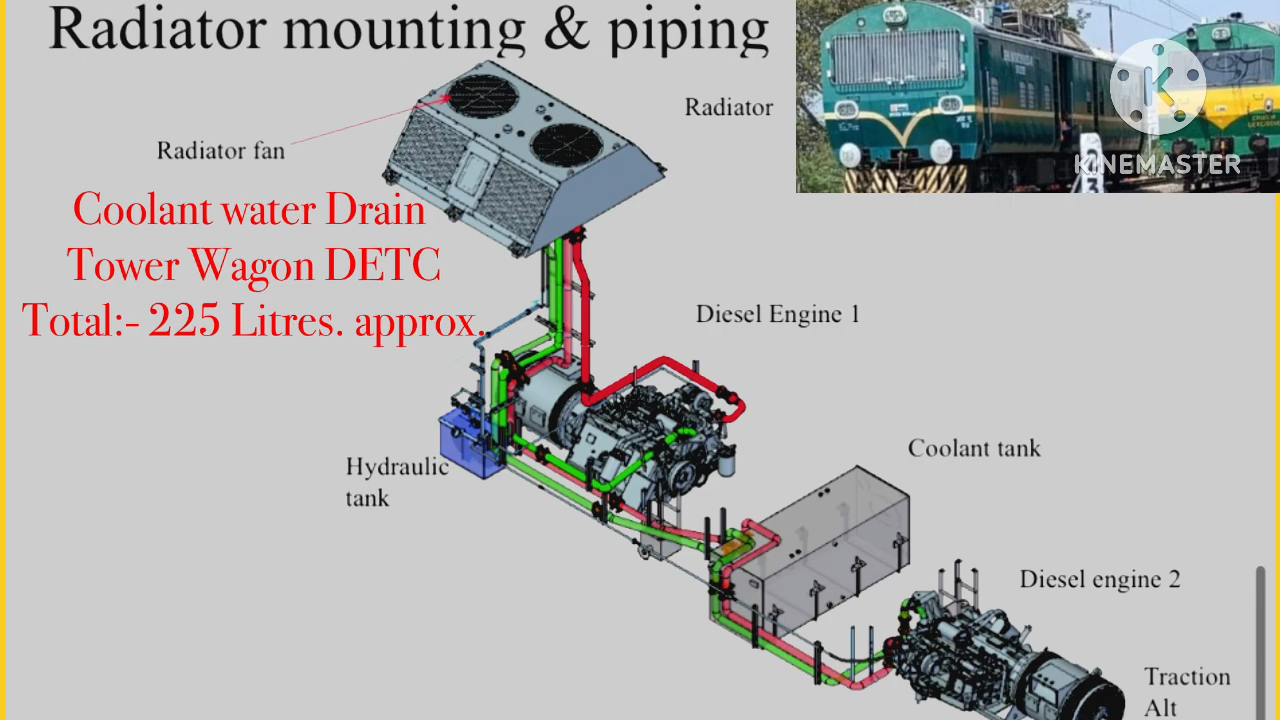 Radiator mounting & piping
Radiator
Radiator fan
KINEMASTER
Coolant water Drain
Tower Wagon DETC
Total:- 225 Litres. approx..
Diesel Engine 1
Hydraulic
tank
Coolant tank
Diesel engine 2
Traction
Alt